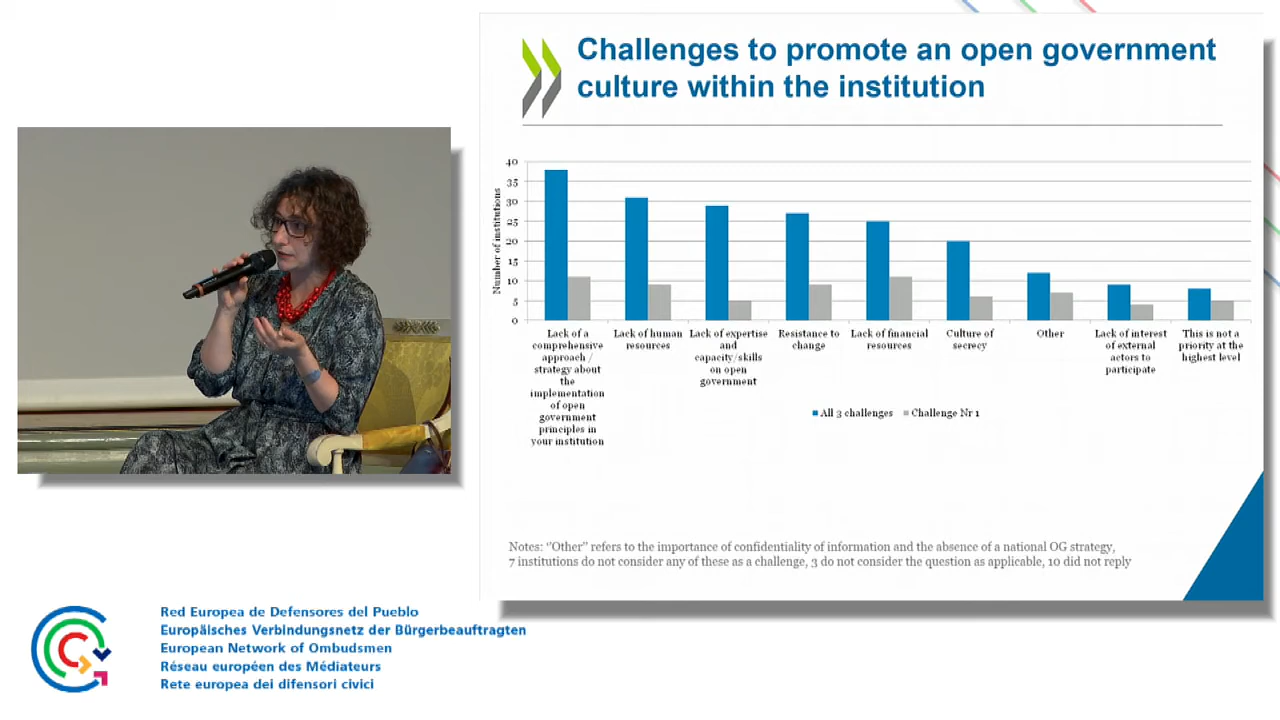 Challenges to promote an open government
culture within the institution
Number of institutions
40
35
30
25
20
15
10
5
0
Lack of a
comprehensive
approach /
strategy about
the
implementation
of open
government
principles in
your institution
Lack of human
resources
Lack of expertise
and
capacity/skills
on open
government
Resistance to
change
Lack of financial
resources
Culture of
secrecy
Other
Lack of interest
of external
actors to
participate
This is not a
priority at the
highest level
All 3 challenges
Challenge Nr 1
Notes: "Other" refers to the importance of confidentiality of information and the absence of a national OG strategy,
7 institutions do not consider any of these as a challenge, 3 do not consider the question as applicable, 10 did not reply
Red Europea de Defensores del Pueblo
Europäisches Verbindungsnetz der Bürgerbeauftragten
European Network of Ombudsmen
Réseau européen des Médiateurs
Rete europea dei difensori civici